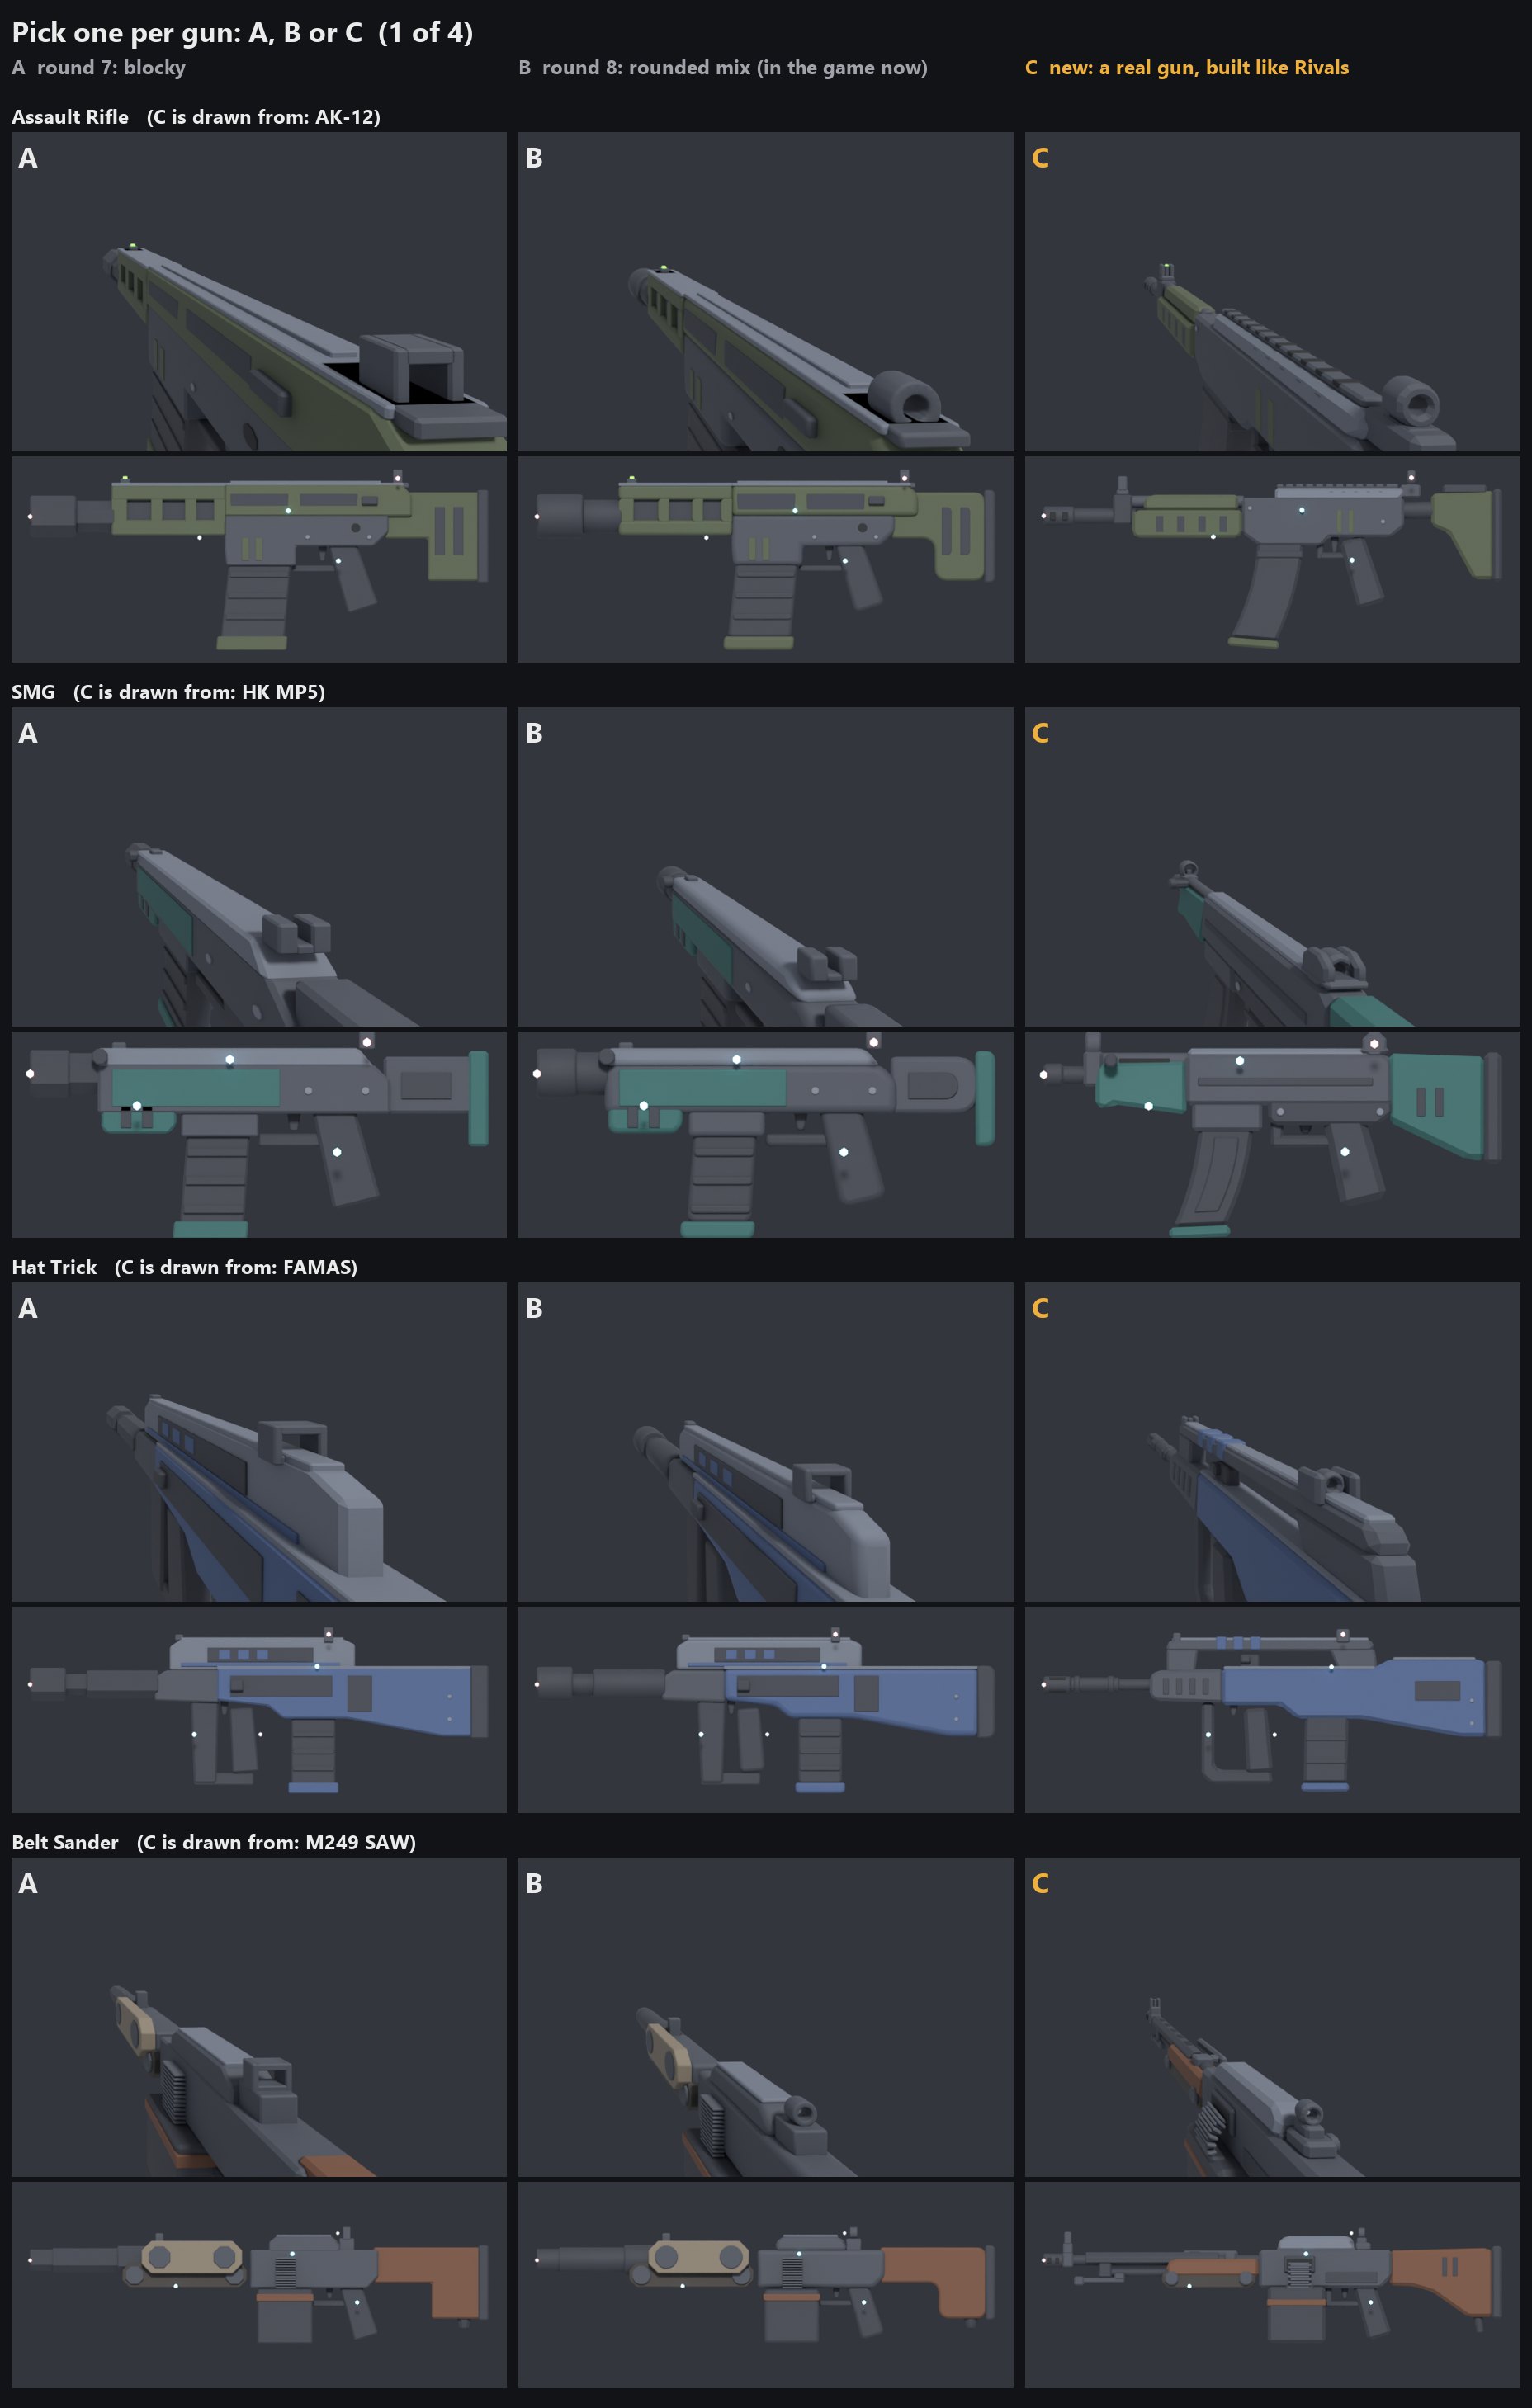 Pick one per gun: A, B or C (1 of 4)
A round 7: blocky
B round 8: rounded mix (in the game now)
C new: a real gun, built like Rivals
Assault Rifle (C is drawn from: AK-12)
A
B
C
SMG (C is drawn from: HK MP5)
A
B
C
Hat Trick (C is drawn from: FAMAS)
A
B
C
Belt Sander (C is drawn from: M249 SAW)
A
B
C